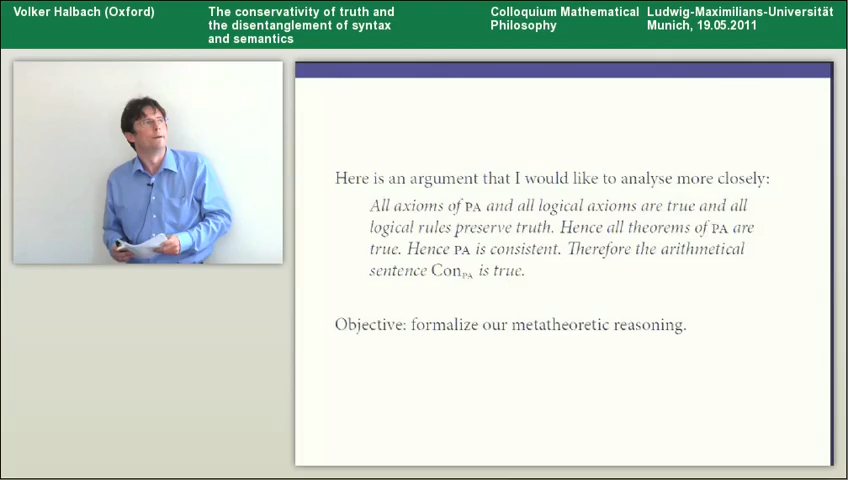 Volker Halbach (Oxford)
The conservativity of truth and
the disentanglement of syntax
and semantics
Colloquium Mathematical
Philosophy
Ludwig-Maximilians-Universität
Munich, 19.05.2011
Here is an argument that I would like to analyse more closely:
All axioms of PA and all logical axioms are true and all
logical rules preserve truth. Hence all theorems of PA are
true. Hence PA is consistent. Therefore the arithmetical
sentence ConPA is true.
Objective: formalize our metatheoretic reasoning.